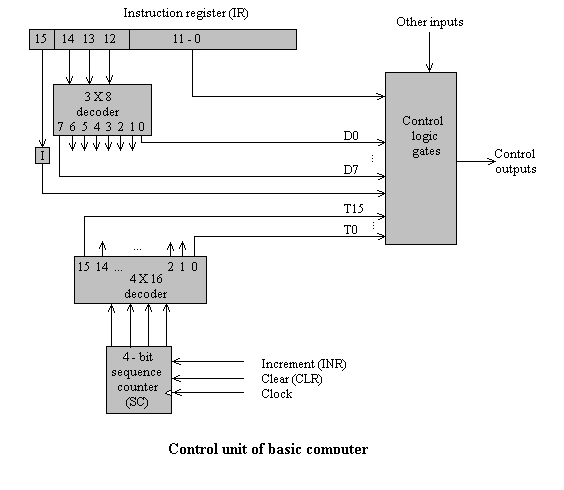 Instruction register (IR)
Other inputs
15 14 13 12 11 - 0
3 X 8
decoder
7 6 5 4 3 2 1 0
Control
logic
gates
D0
...
I
D7
Control
outputs
T15
...
T0
...
15 14 ... 2 1 0
4 X 16
decoder
4 - bit
sequence
counter
(SC)
Increment (INR)
Clear (CLR)
Clock
Control unit of basic computer